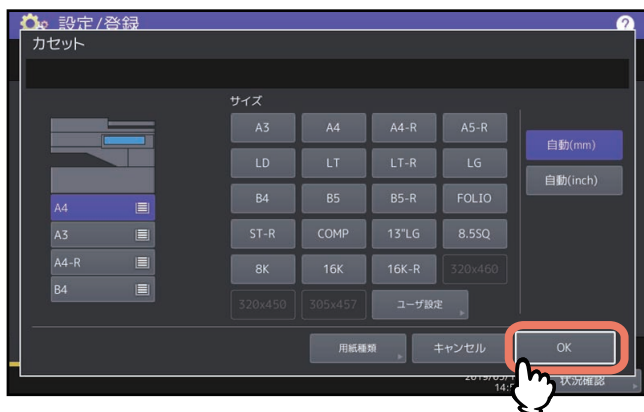 設定/登録
?
カセット
サイズ
A3 A4 A4-R A5-R
自動(mm)
LD LT LT-R LG
自動(inch)
B4 B5 B5-R FOLIO
A4
A3
ST-R COMP 13"LG 8.5SQ
A4-R
8K 16K 16K-R 320x460
B4
320x450 305x457 ユーザ設定
用紙種類 キャンセル OK
14: 状況確認